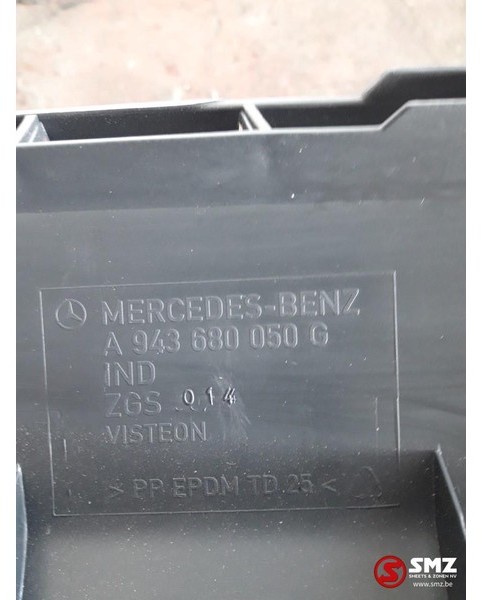 MERCEDES-BENZ
A 943 680 050 G
IND
ZGS 014
VISTEON
> PP EPDM TD 25 <
SMZ
SHEETS & ZONEN NV
www.smz.be